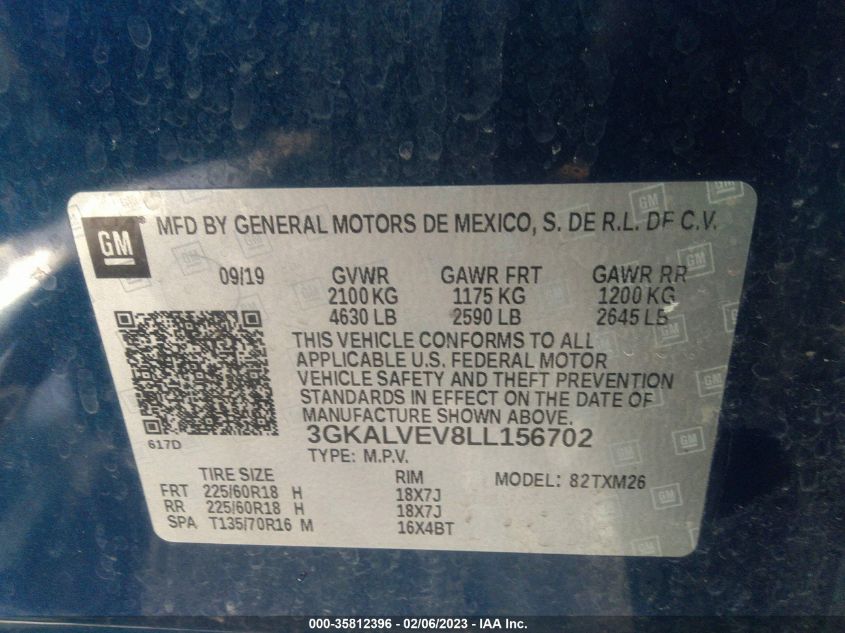 GM
MFD BY GENERAL MOTORS DE MEXICO, S. DE R.L. DE C.V.
09/19 GVWR GAWR FRT GAWR RR
2100 KG 1175 KG 1200 KG
4630 LB 2590 LB 2645 LB
THIS VEHICLE CONFORMS TO ALL
APPLICABLE U.S. FEDERAL MOTOR
VEHICLE SAFETY AND THEFT PREVENTION
STANDARDS IN EFFECT ON THE DATE OF
MANUFACTURE SHOWN ABOVE.
617D
3GKALVEV8LL156702
TYPE: M.P.V.
TIRE SIZE RIM MODEL: 82TXM26
FRT 225/60R18 H 18X7J
RR 225/60R18 H 18X7J
SPA T135/70R16 M 16X4BT
000-35812396 - 02/06/2023 - IAA Inc.